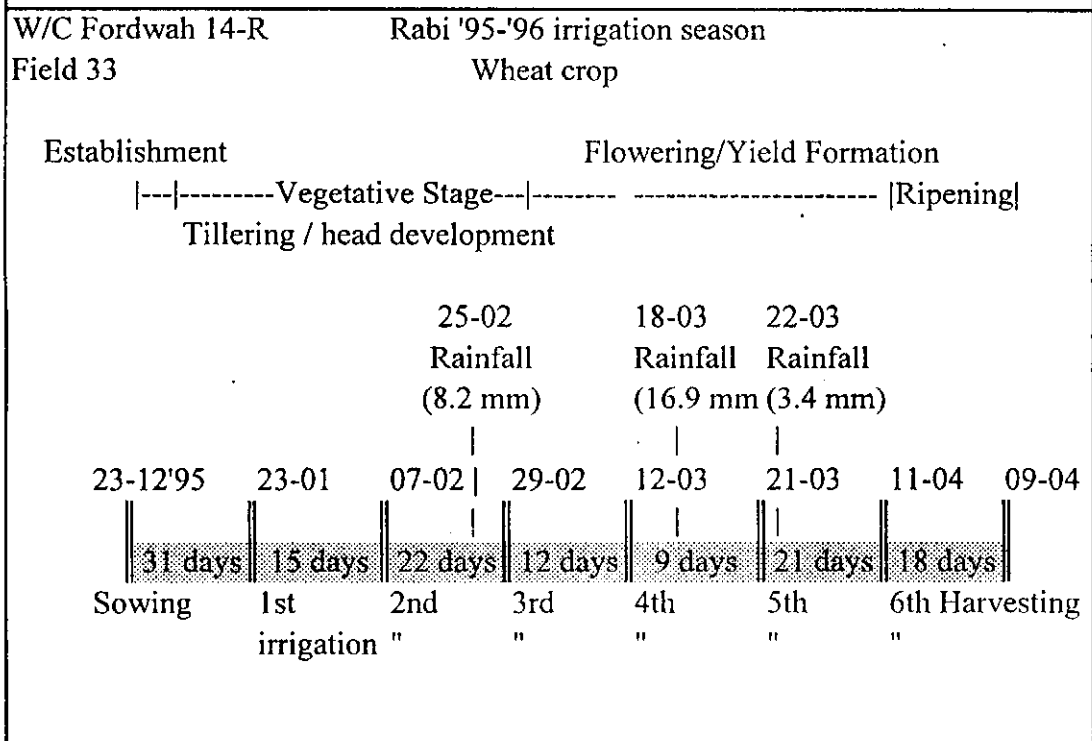 W/C Fordwah 14-R Rabi '95-'96 irrigation season
Field 33 Wheat crop
Establishment Flowering/Yield Formation
|---|---------Vegetative Stage---|-------- ----------------------- |Ripening|
Tillering / head development
25-02 18-03 22-03
Rainfall Rainfall Rainfall
(8.2 mm) (16.9 mm (3.4 mm)
23-12'95 23-01 07-02 29-02 12-03 21-03 11-04 09-04
31 days 15 days 22 days 12 days 9 days 21 days 18 days
Sowing 1st 2nd 3rd 4th 5th 6th Harvesting
irrigation " " " " "